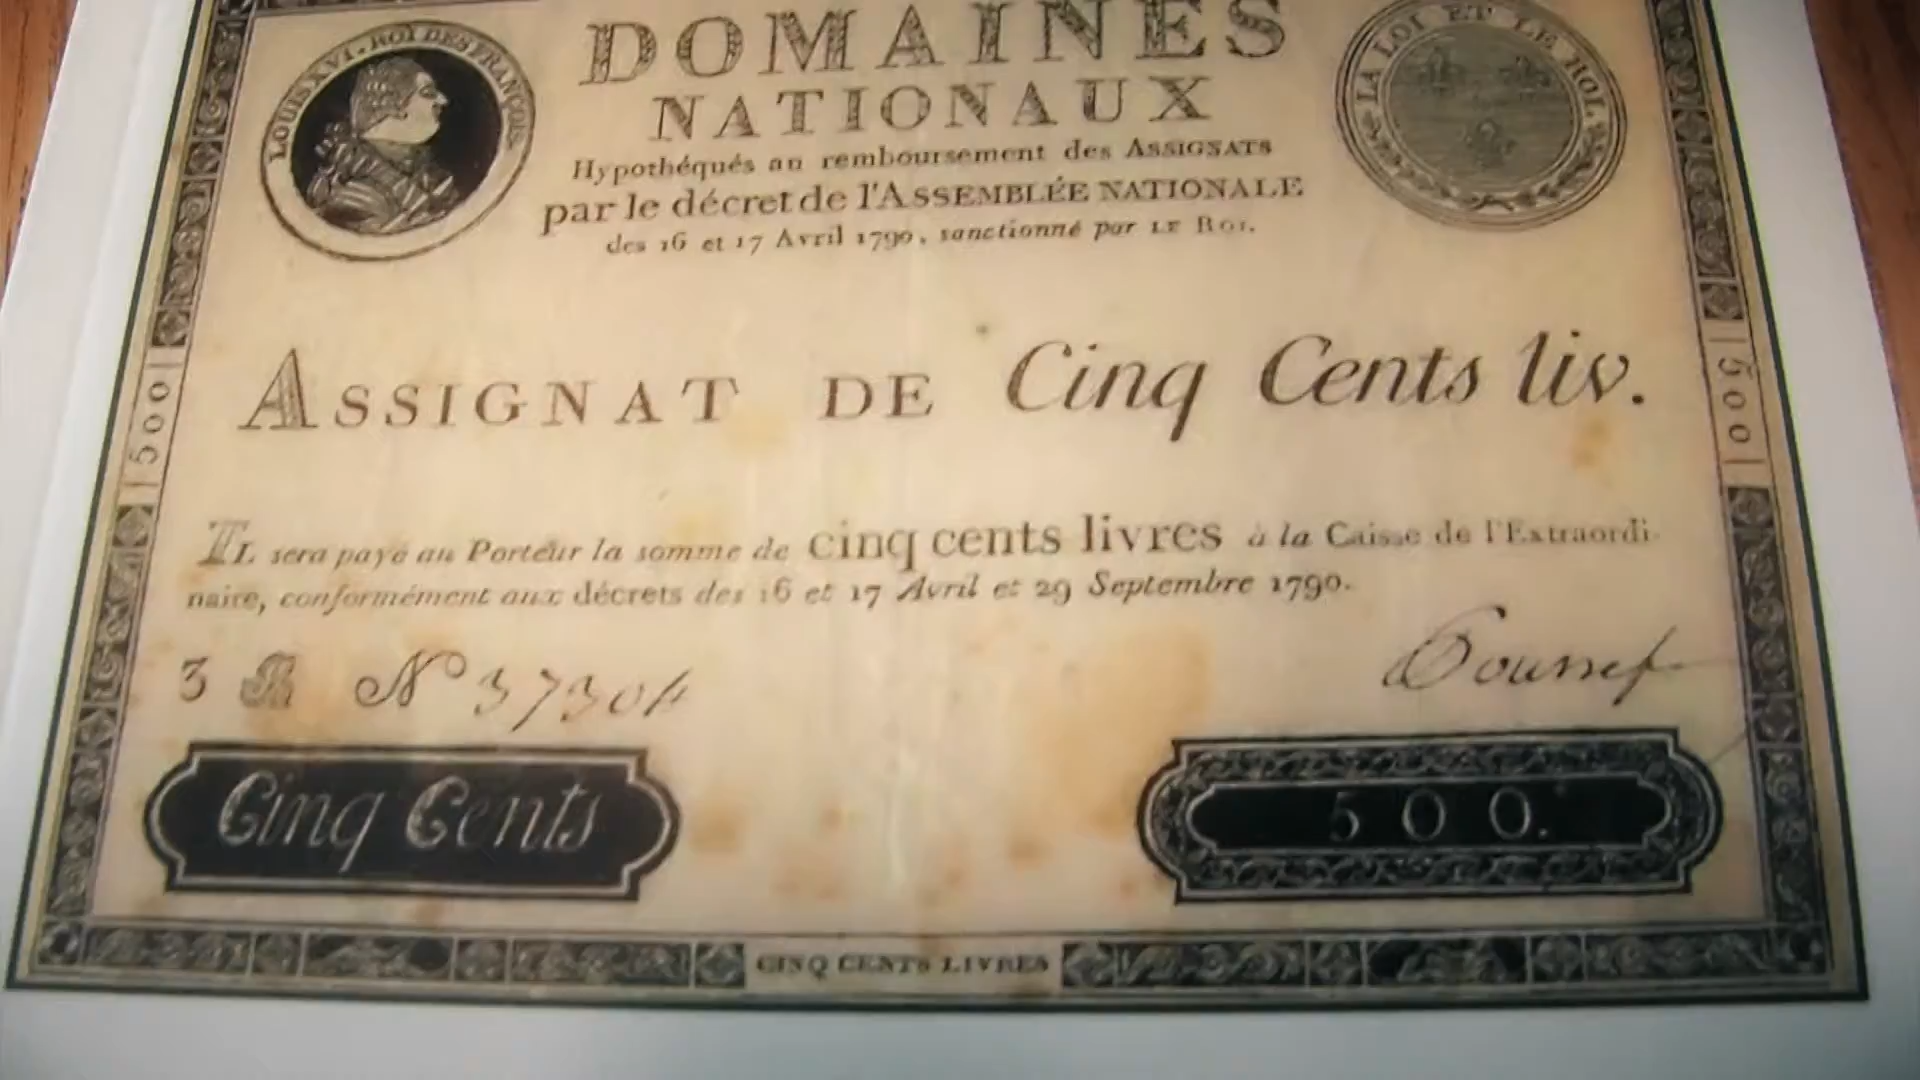 LOUIS XVI. ROI DES FRANÇOIS.
DOMAINES
LA LOI ET LE ROI.
NATIONAUX
Hypothéqués au remboursement des ASSIGNATS
par le décret de l'ASSEMBLÉE NATIONALE
des 16 et 17 Avril 1790, sanctionné par LE ROI.
ASSIGNAT DE Cinq Cents liv.
500
500
IL sera payé au Porteur la somme de cinq cents livres à la Caisse de l'Extraordi-
naire, conformément aux décrets des 16 et 17 Avril et 29 Septembre 1790.
3 B N° 37304
Cinq Cents
500.
CINQ CENTS LIVRES